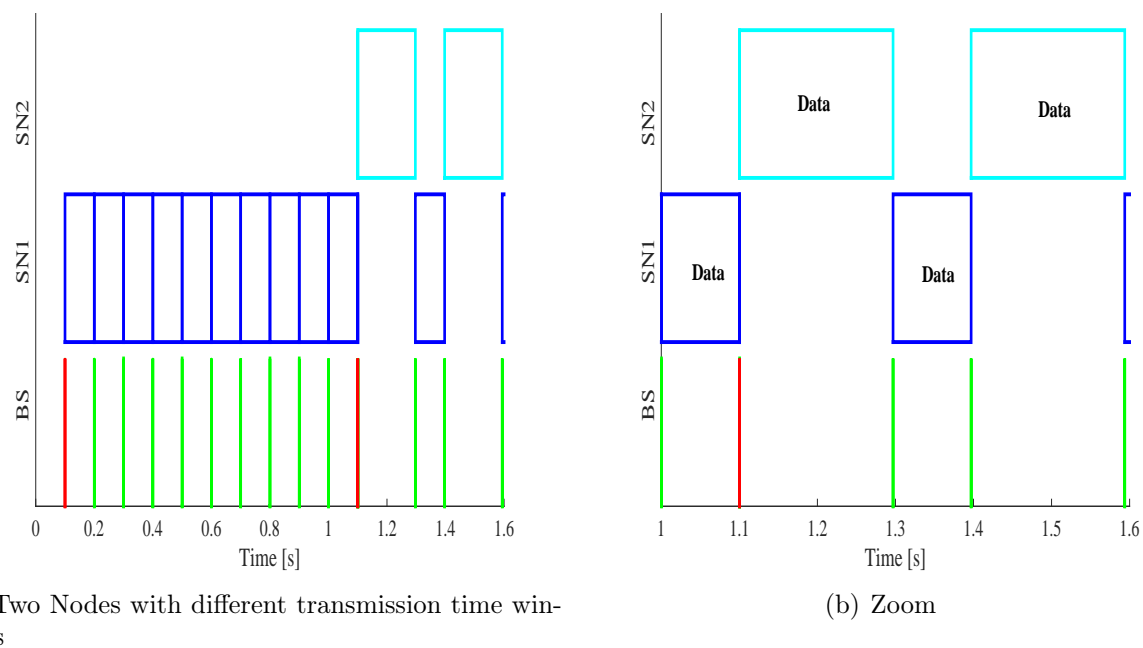 SN2
SN1
BS
0 0.2 0.4 0.6 0.8 1 1.2 1.4 1.6
Time [s]
Two Nodes with different transmission time win-
s
SN2
SN1
BS
Data
Data
Data
Data
1 1.1 1.2 1.3 1.4 1.5 1.6
Time [s]
(b) Zoom